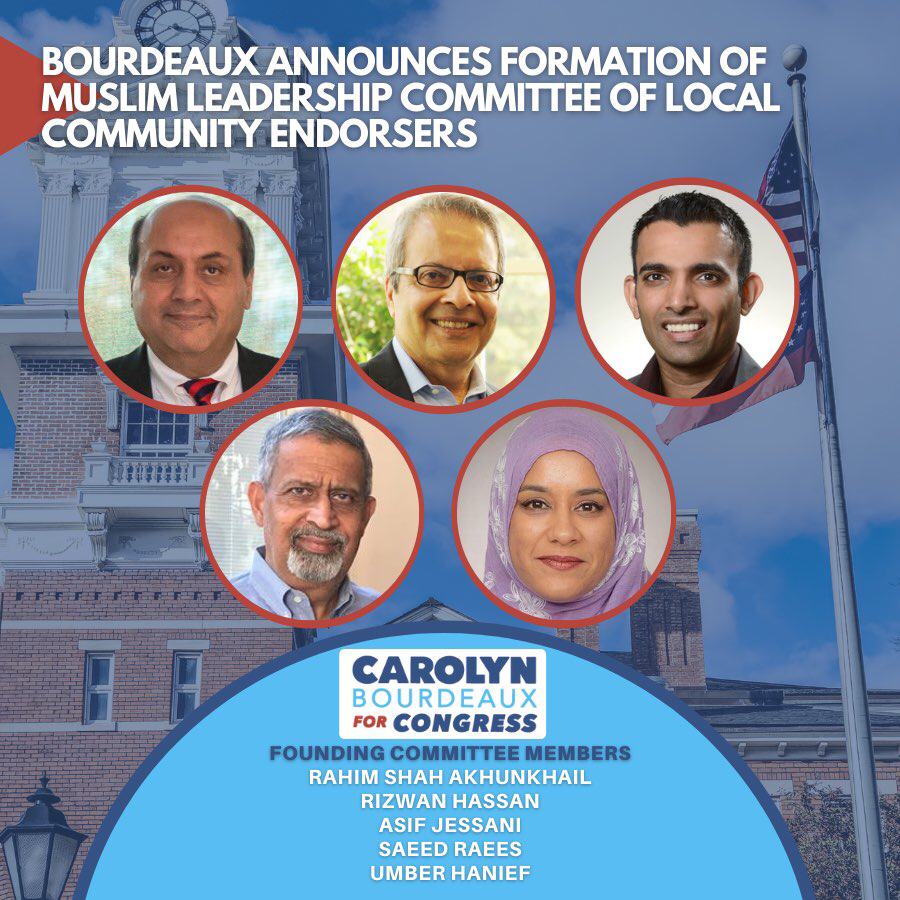 BOURDEAUX ANNOUNCES FORMATION OF
MUSLIM LEADERSHIP COMMITTEE OF LOCAL
COMMUNITY ENDORSERS
CAROLYN
BOURDEAUX
FOR CONGRESS
FOUNDING COMMITTEE MEMBERS
RAHIM SHAH AKHUNKHAIL
RIZWAN HASSAN
ASIF JESSANI
SAEED RAEES
UMBER HANIEF